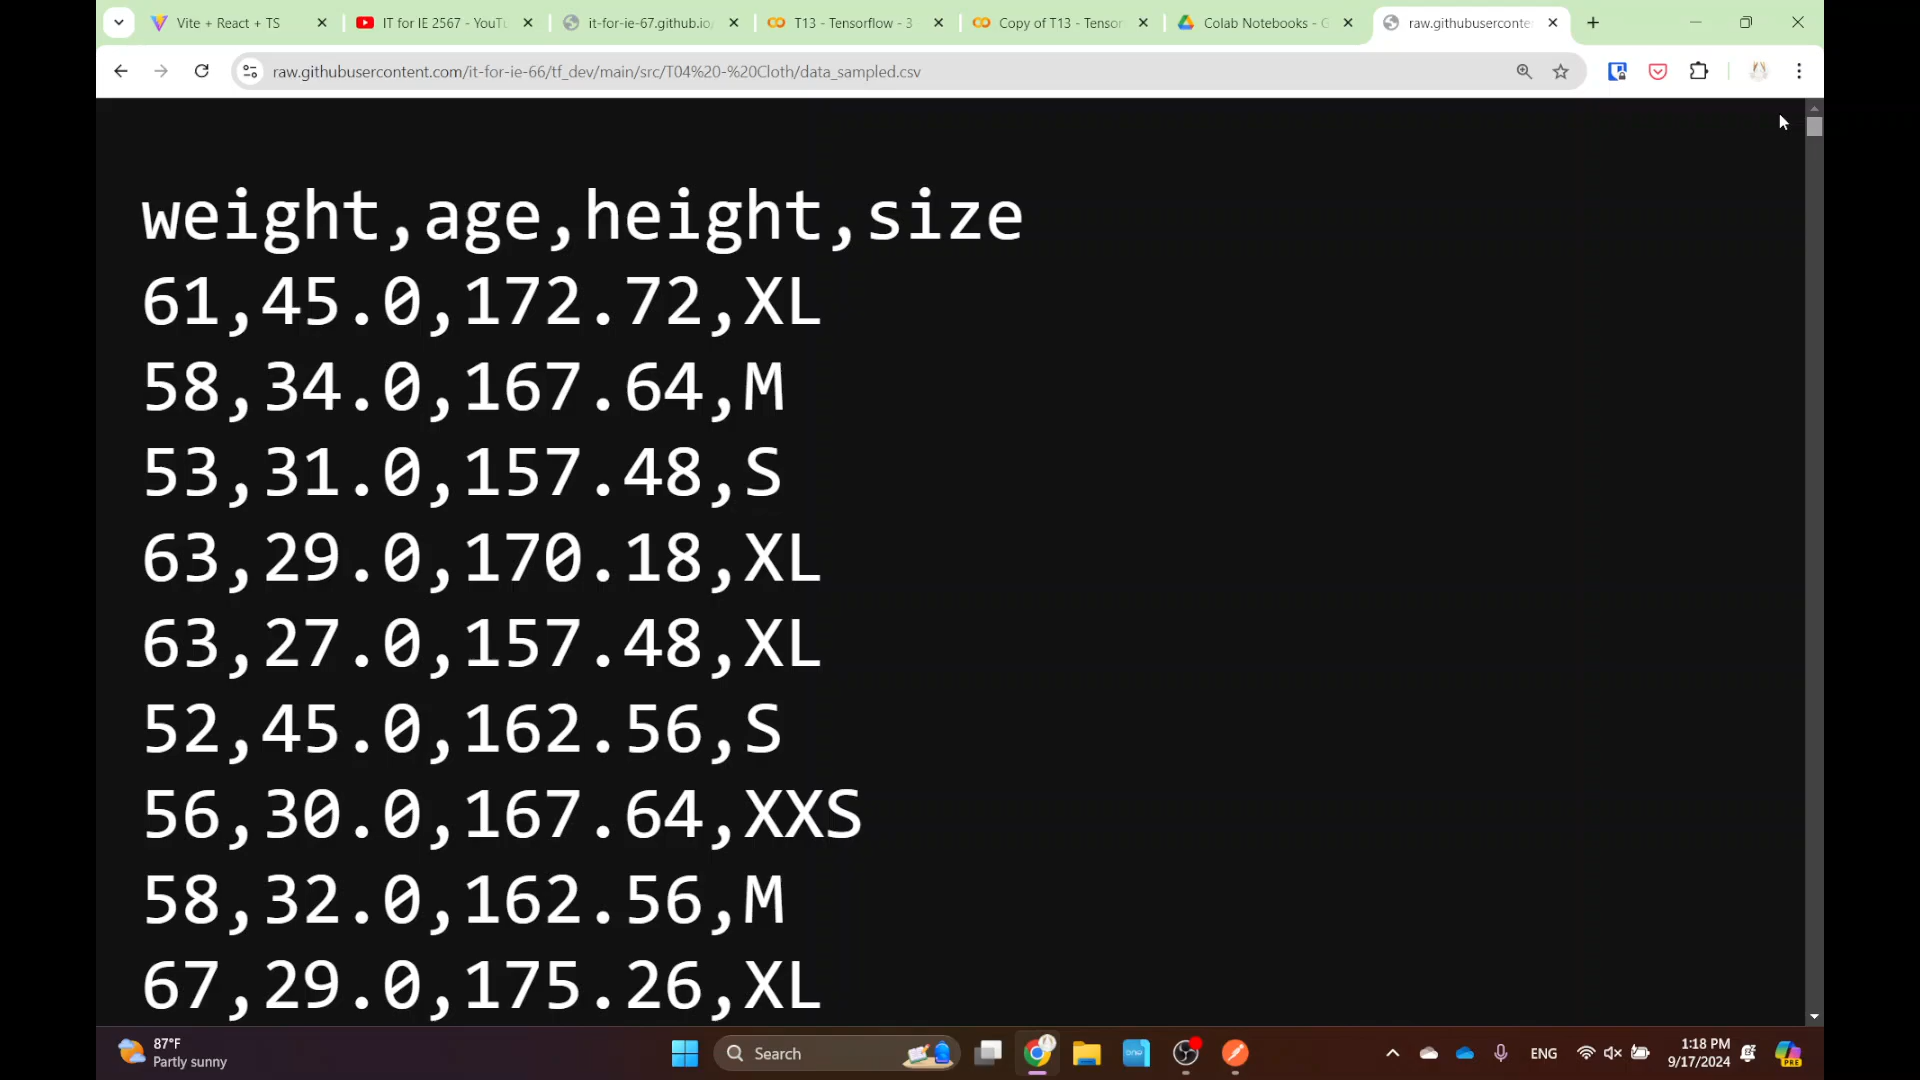 Vite + React + TS
IT for IE 2567 - YouTu
it-for-ie-67.github.io
T13 - Tensorflow - 3
Copy of T13 - Tensor
Colab Notebooks - G
raw.githubuserconte
raw.githubusercontent.com/it-for-ie-66/tf_dev/main/src/T04%20-%20Cloth/data_sampled.csv
weight,age,height,size
61,45.0,172.72,XL
58,34.0,167.64,M
53,31.0,157.48,S
63,29.0,170.18,XL
63,27.0,157.48,XL
52,45.0,162.56,S
56,30.0,167.64,XXS
58,32.0,162.56,M
67,29.0,175.26,XL
87°F
Partly sunny
Search
ENG
1:18 PM
9/17/2024
PRE